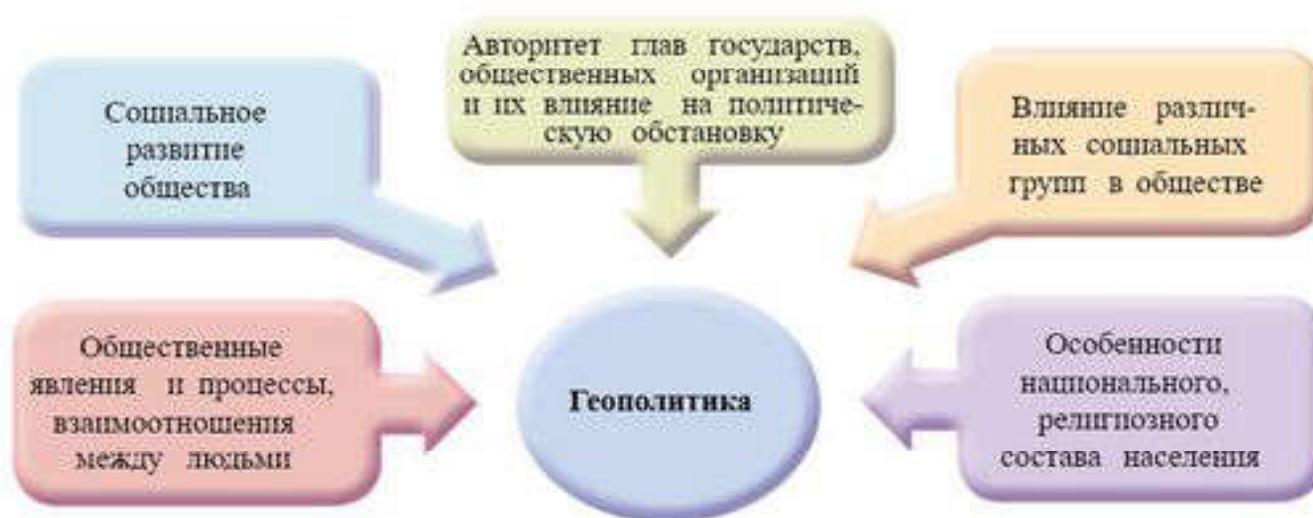 Социальное
развитие
общества
Авторитет глав государств,
общественных организаций
и их влияние на политиче-
скую обстановку
Влияние различ-
ных социальных
групп в обществе
Общественные
явления и процессы,
взаимоотношения
между людьми
Геополитика
Особенности
национального,
религиозного
состава населения